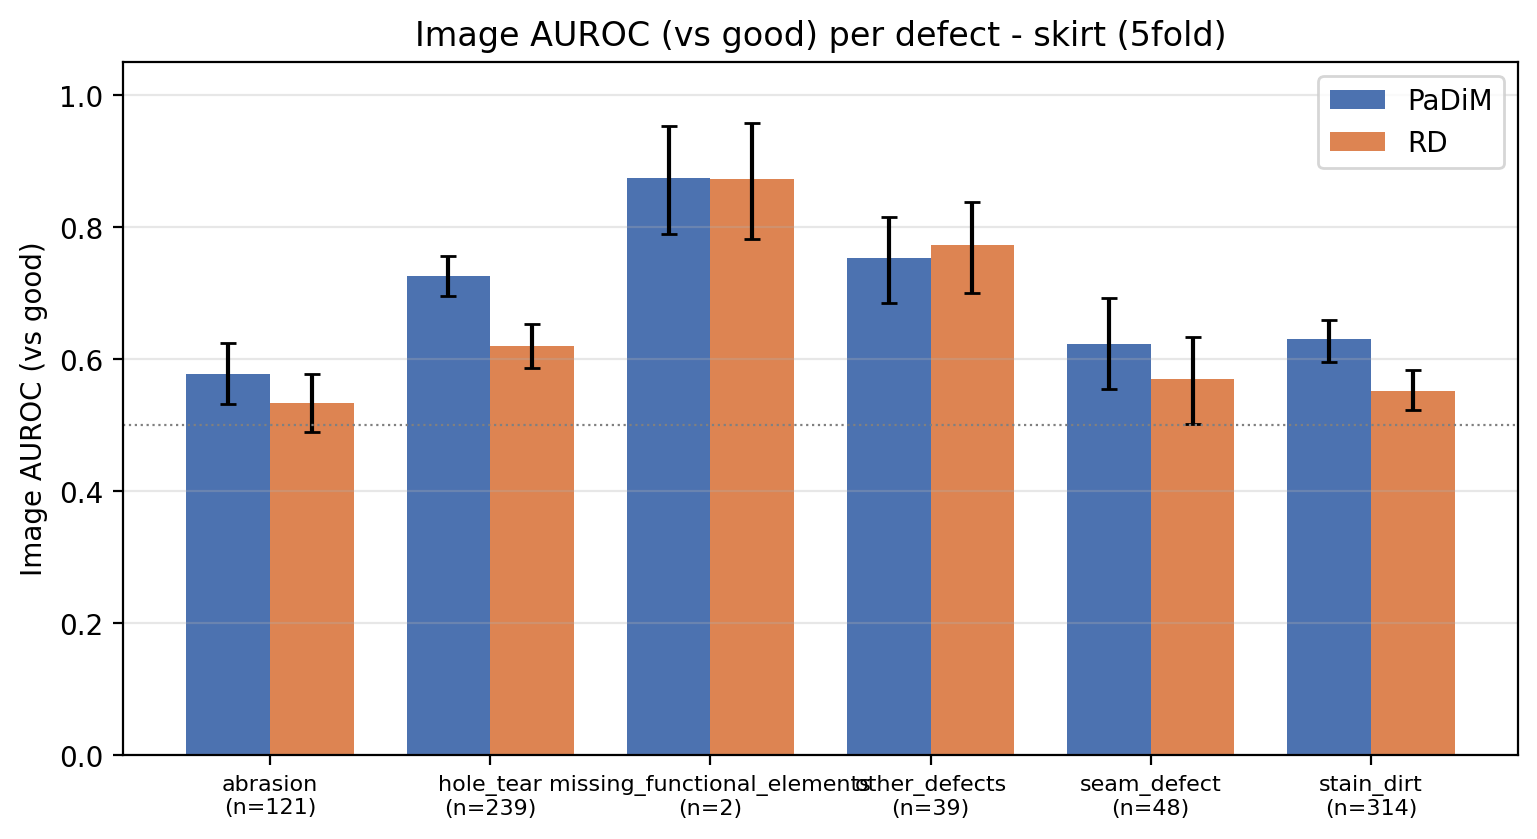 Image AUROC (vs good) per defect - skirt (5fold)
PaDiM
RD
Image AUROC (vs good)
1.0
0.8
0.6
0.4
0.2
0.0
abrasion
(n=121)
hole_tear
(n=239)
missing_functional_elements
(n=2)
other_defects
(n=39)
seam_defect
(n=48)
stain_dirt
(n=314)